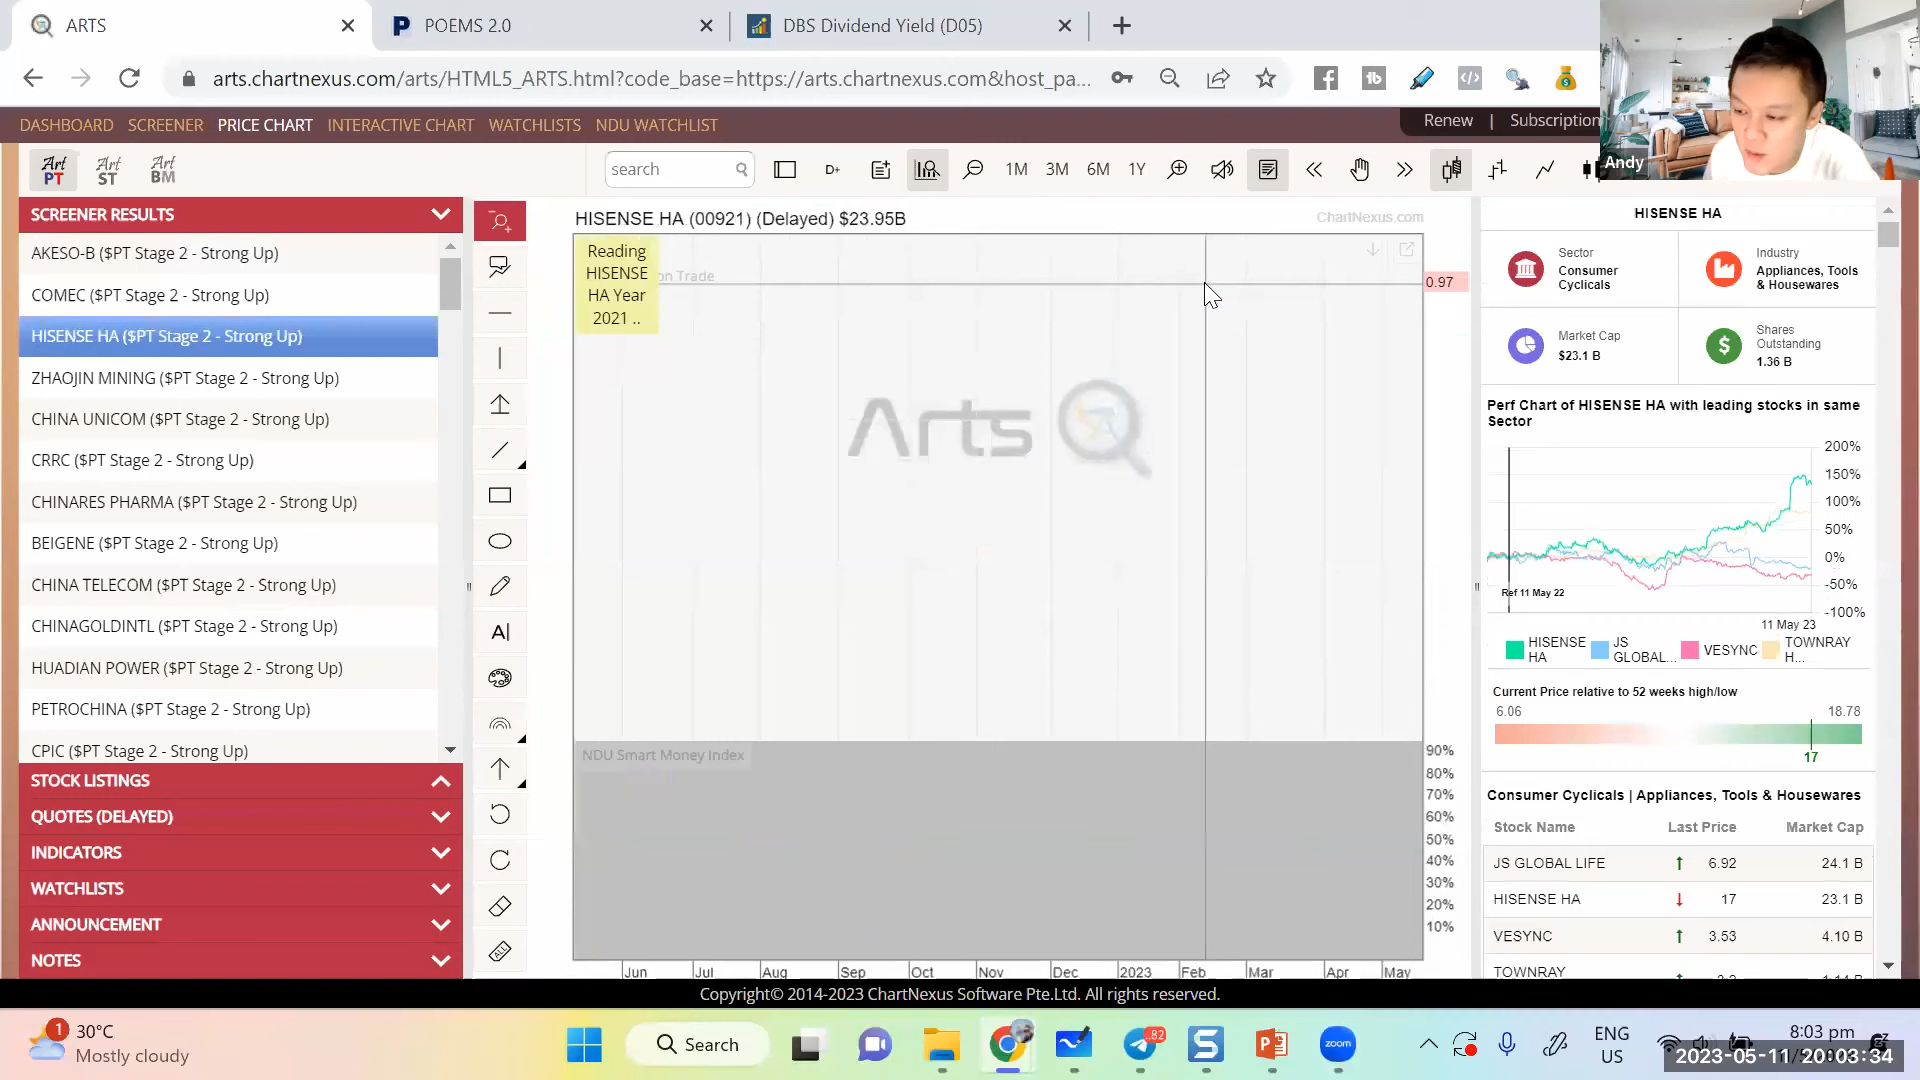 ARTS
POEMS 2.0
DBS Dividend Yield (D05)
arts.chartnexus.com/arts/HTML5_ARTS.html?code_base=https://arts.chartnexus.com&host_pa...
DASHBOARD SCREENER PRICE CHART INTERACTIVE CHART WATCHLISTS NDU WATCHLIST
Renew | Subscription
Andy
Art PT
Art ST
Art BM
search
D+
1M 3M 6M 1Y
SCREENER RESULTS
AKESO-B ($PT Stage 2 - Strong Up)
COMEC ($PT Stage 2 - Strong Up)
HISENSE HA ($PT Stage 2 - Strong Up)
ZHAOJIN MINING ($PT Stage 2 - Strong Up)
CHINA UNICOM ($PT Stage 2 - Strong Up)
CRRC ($PT Stage 2 - Strong Up)
CHINARES PHARMA ($PT Stage 2 - Strong Up)
BEIGENE ($PT Stage 2 - Strong Up)
CHINA TELECOM ($PT Stage 2 - Strong Up)
CHINAGOLDINTL ($PT Stage 2 - Strong Up)
HUADIAN POWER ($PT Stage 2 - Strong Up)
PETROCHINA ($PT Stage 2 - Strong Up)
CPIC ($PT Stage 2 - Strong Up)
STOCK LISTINGS
QUOTES (DELAYED)
INDICATORS
WATCHLISTS
ANNOUNCEMENT
NOTES
A|
ALL
HISENSE HA (00921) (Delayed) $23.95B
ChartNexus.com
Reading
HISENSE
HA Year
2021 ..
on Trade
0.97
Arts
NDU Smart Money Index
90%
80%
70%
60%
50%
40%
30%
20%
10%
Jun Jul Aug Sep Oct Nov Dec 2023 Feb Mar Apr May
HISENSE HA
Sector
Consumer
Cyclicals
Industry
Appliances, Tools
& Housewares
Market Cap
$23.1 B
Shares
Outstanding
1.36 B
Perf Chart of HISENSE HA with leading stocks in same
Sector
200%
150%
100%
50%
0%
-50%
-100%
Ref 11 May 22
11 May 23
HISENSE
HA
JS
GLOBAL...
VESYNC
TOWNRAY
H...
Current Price relative to 52 weeks high/low
6.06 18.78
17
Consumer Cyclicals | Appliances, Tools & Housewares
Stock Name Last Price Market Cap
JS GLOBAL LIFE 6.92 24.1 B
HISENSE HA 17 23.1 B
VESYNC 3.53 4.10 B
TOWNRAY
Copyright© 2014-2023 ChartNexus Software Pte.Ltd. All rights reserved.
1
30°C
Mostly cloudy
Search
82
zoom
ENG
US
8:03 pm
2023-05-11 20:03:34